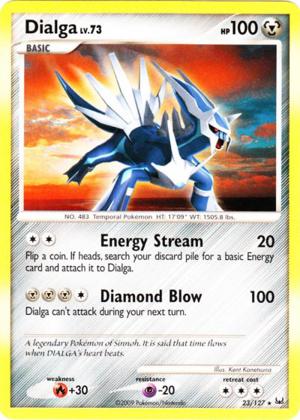 Dialga LV.73
HP 100
BASIC
NO. 483 Temporal Pokémon HT: 17'09" WT: 1505.8 lbs.
Energy Stream 20
Flip a coin. If heads, search your discard pile for a basic Energy
card and attach it to Dialga.
Diamond Blow 100
Dialga can't attack during your next turn.
A legendary Pokémon of Sinnoh. It is said that time flows
when DIALGA's heart beats.
Illus. Kent Kanetsuna
weakness resistance retreat cost
+30 -20
©2009 Pokémon/Nintendo 23/127 ★